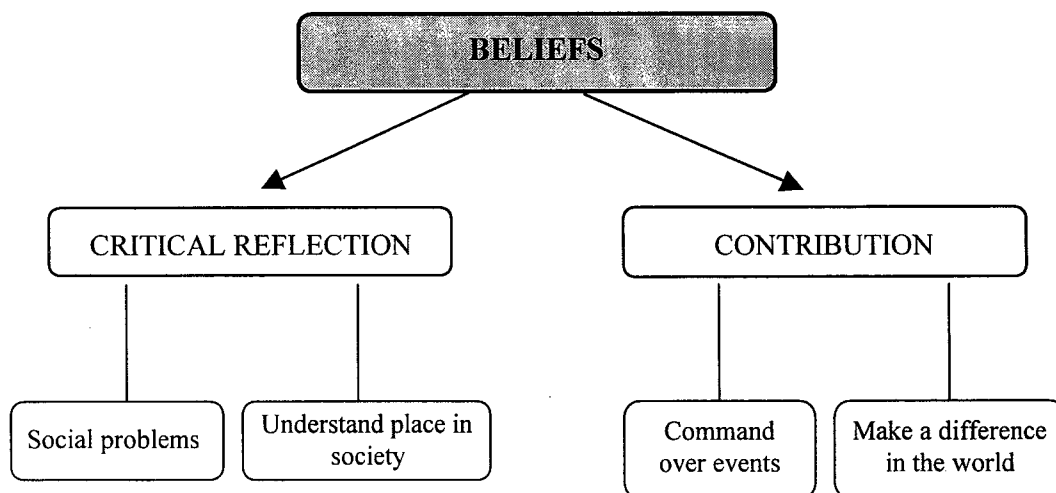 BELIEFS
CRITICAL REFLECTION
CONTRIBUTION
Social problems
Understand place in
society
Command
over events
Make a difference
in the world